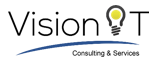 Vision IT
Consulting & Services